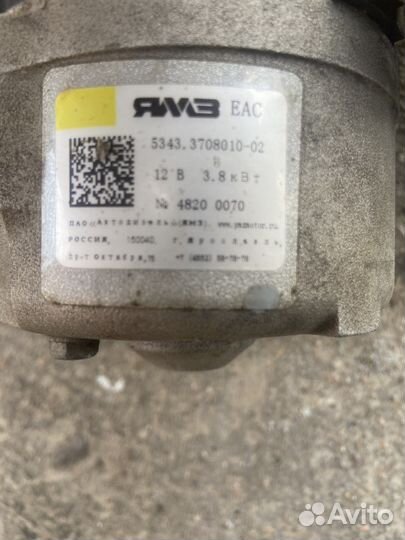 ЯМЗ EAC
5343.3708010-02
В
12 В 3.8 кВт
№ 4820 0070
ПАО "Автодизель" (ЯМЗ), www.ymzmotor.ru
РОССИЯ, 150040, г. Ярославль,
пр-т Октября,75
Avito